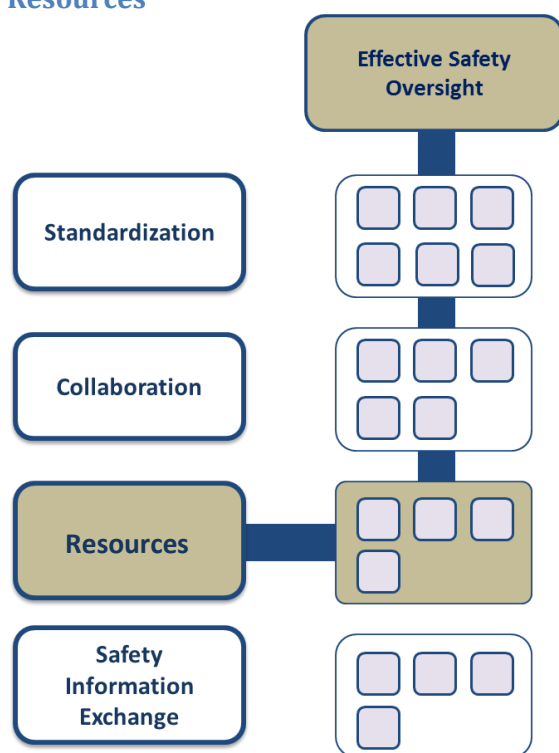 Resources
Effective Safety
Oversight
Standardization
Collaboration
Resources
Safety
Information
Exchange